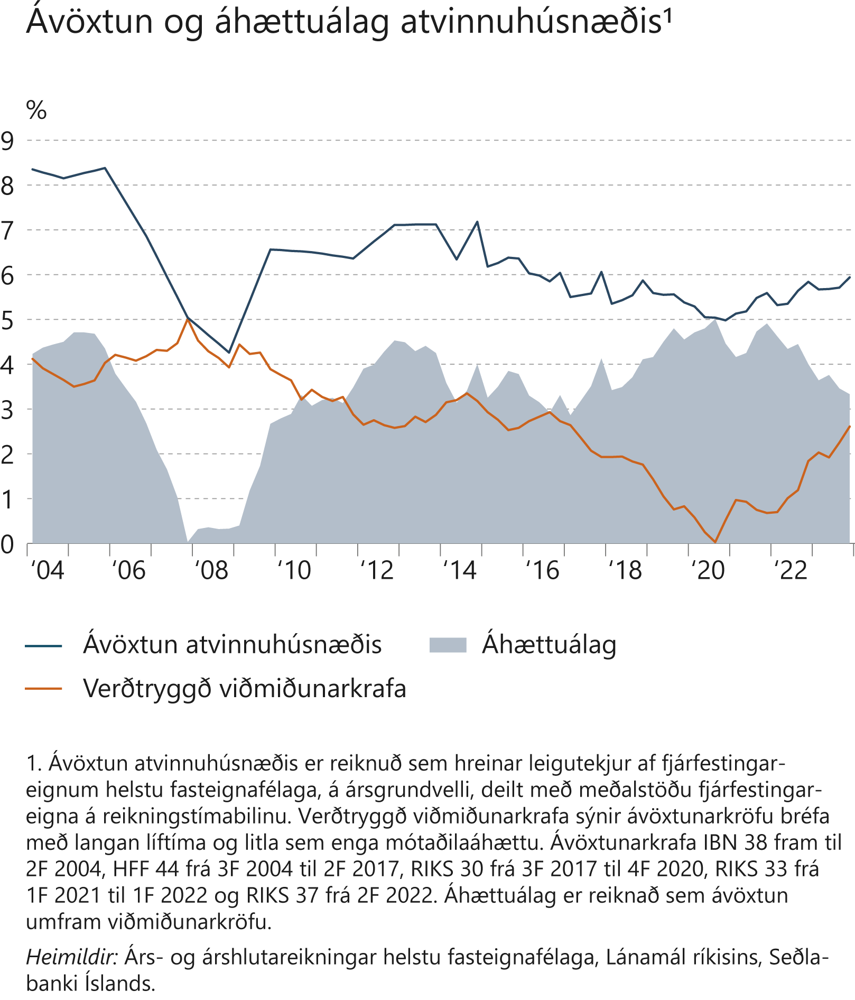 Ávöxtun og áhættuálag atvinnuhúsnæðis¹
%
9
8
7
6
5
4
3
2
1
0
‘04 ‘06 ‘08 ‘10 ‘12 ‘14 ‘16 ‘18 ‘20 ‘22
Ávöxtun atvinnuhúsnæðis Áhættuálag
Verðtryggð viðmiðunarkrafa
1. Ávöxtun atvinnuhúsnæðis er reiknuð sem hreinar leigutekjur af fjárfestingar-
eignum helstu fasteignafélaga, á ársgrundvelli, deilt með meðalstöðu fjárfestingar-
eigna á reikningstímabilinu. Verðtryggð viðmiðunarkrafa sýnir ávöxtunarkröfu bréfa
með langan líftíma og litla sem enga mótaðilaáhættu. Ávöxtunarkrafa IBN 38 fram til
2F 2004, HFF 44 frá 3F 2004 til 2F 2017, RIKS 30 frá 3F 2017 til 4F 2020, RIKS 33 frá
1F 2021 til 1F 2022 og RIKS 37 frá 2F 2022. Áhættuálag er reiknað sem ávöxtun
umfram viðmiðunarkröfu.
Heimildir: Árs- og árshlutareikningar helstu fasteignafélaga, Lánamál ríkisins, Seðla-
banki Íslands.